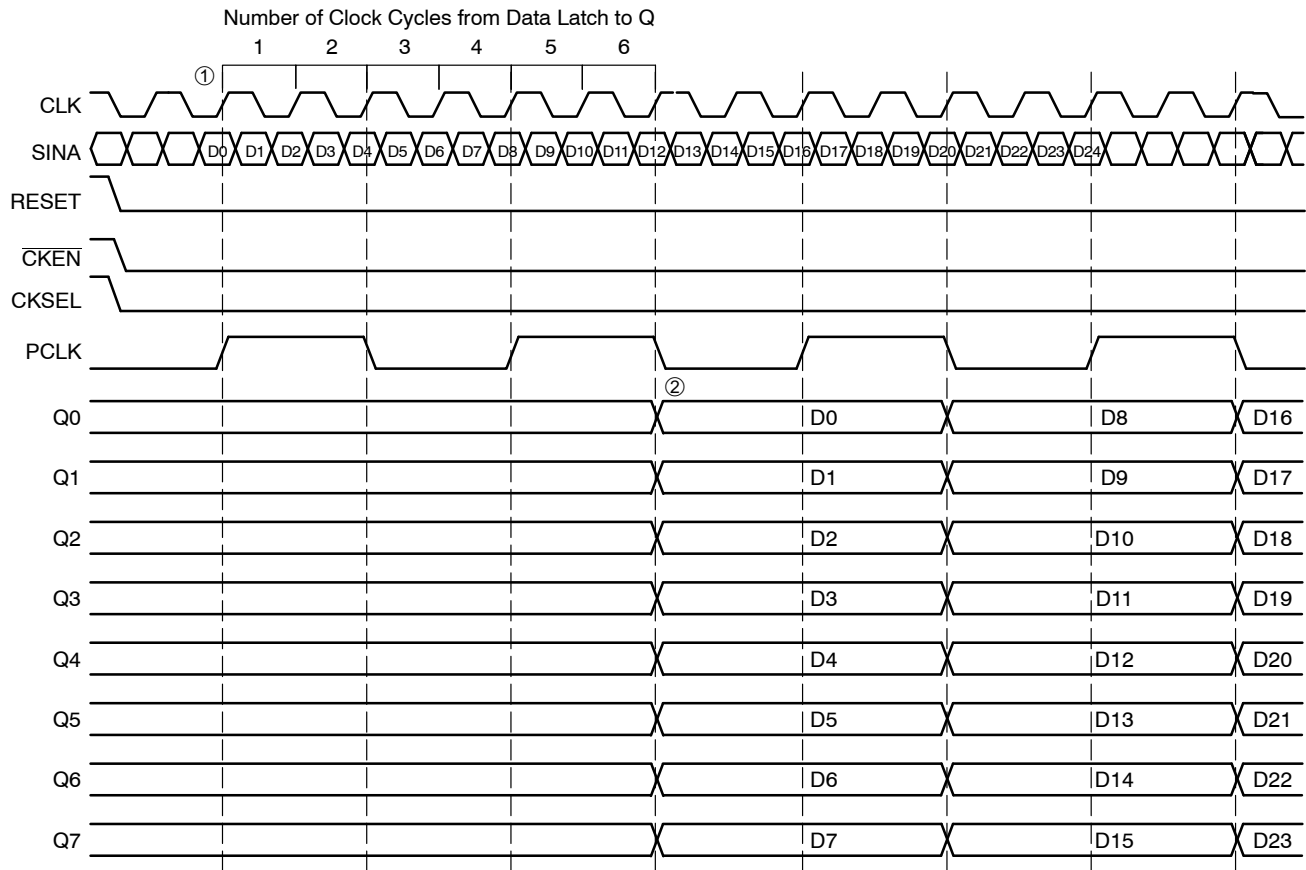 Number of Clock Cycles from Data Latch to Q
1 2 3 4 5 6
①
CLK
SINA D0 D1 D2 D3 D4 D5 D6 D7 D8 D9 D10 D11 D12 D13 D14 D15 D16 D17 D18 D19 D20 D21 D22 D23 D24
RESET
CKEN
CKSEL
PCLK
②
Q0 D0 D8 D16
Q1 D1 D9 D17
Q2 D2 D10 D18
Q3 D3 D11 D19
Q4 D4 D12 D20
Q5 D5 D13 D21
Q6 D6 D14 D22
Q7 D7 D15 D23